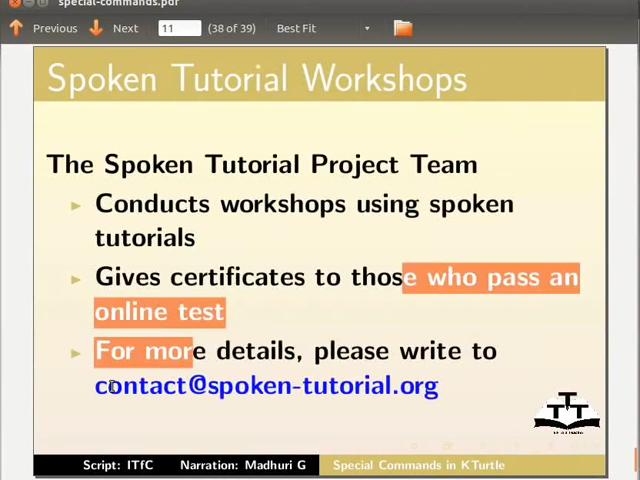 special-commands.pdf
Previous Next 11 (38 of 39) Best Fit
Spoken Tutorial Workshops
The Spoken Tutorial Project Team
Conducts workshops using spoken
tutorials
Gives certificates to those who pass an
online test
For more details, please write to
contact@spoken-tutorial.org
Script: ITfC Narration: Madhuri G Special Commands in KTurtle